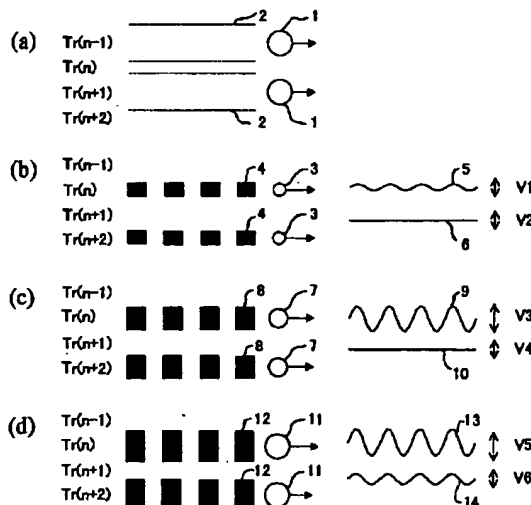 (a)
2
1
Tr(n-1)
Tr(n)
Tr(n+1)
Tr(n+2)
2
1
(b)
Tr(n-1)
Tr(n)
Tr(n+1)
Tr(n+2)
4
3
5
V1
4
3
6
V2
(c)
Tr(n-1)
Tr(n)
Tr(n+1)
Tr(n+2)
8
7
9
V3
8
7
10
V4
(d)
Tr(n-1)
Tr(n)
Tr(n+1)
Tr(n+2)
12
11
13
V5
12
11
14
V6